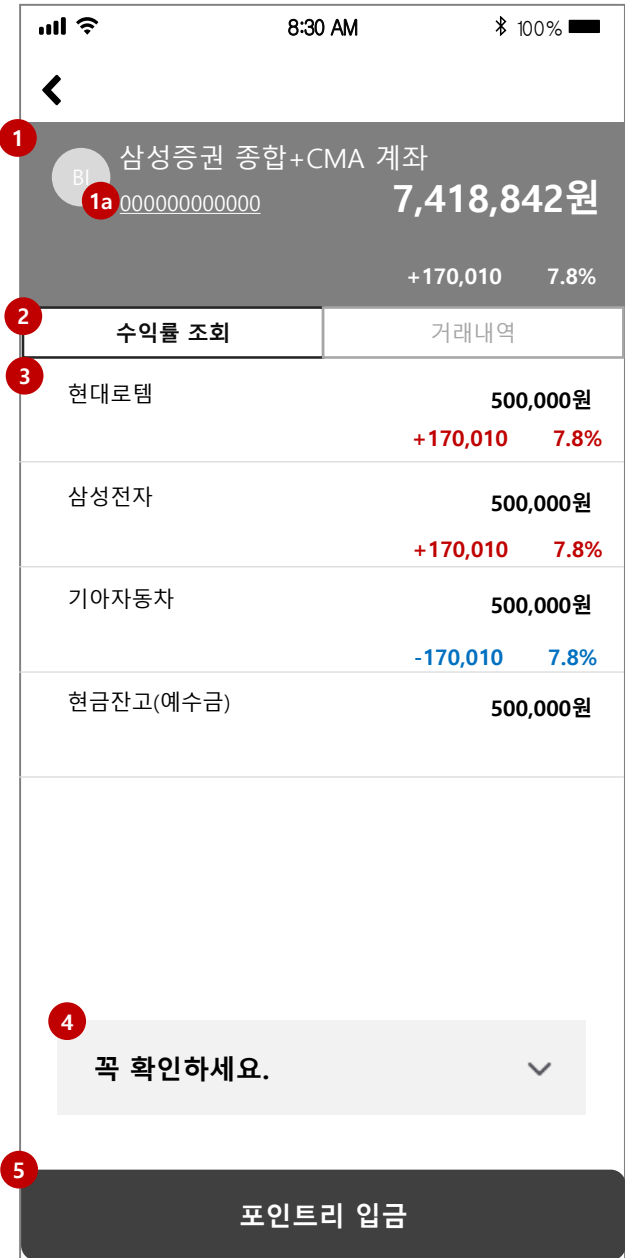 8:30 AM 100%
1
삼성증권 종합+CMA 계좌
BI
1a 000000000000 7,418,842원
+170,010 7.8%
2
수익률 조회 거래내역
3
현대로템 500,000원
+170,010 7.8%
삼성전자 500,000원
+170,010 7.8%
기아자동차 500,000원
-170,010 7.8%
현금잔고(예수금) 500,000원
4
꼭 확인하세요.
5
포인트리 입금